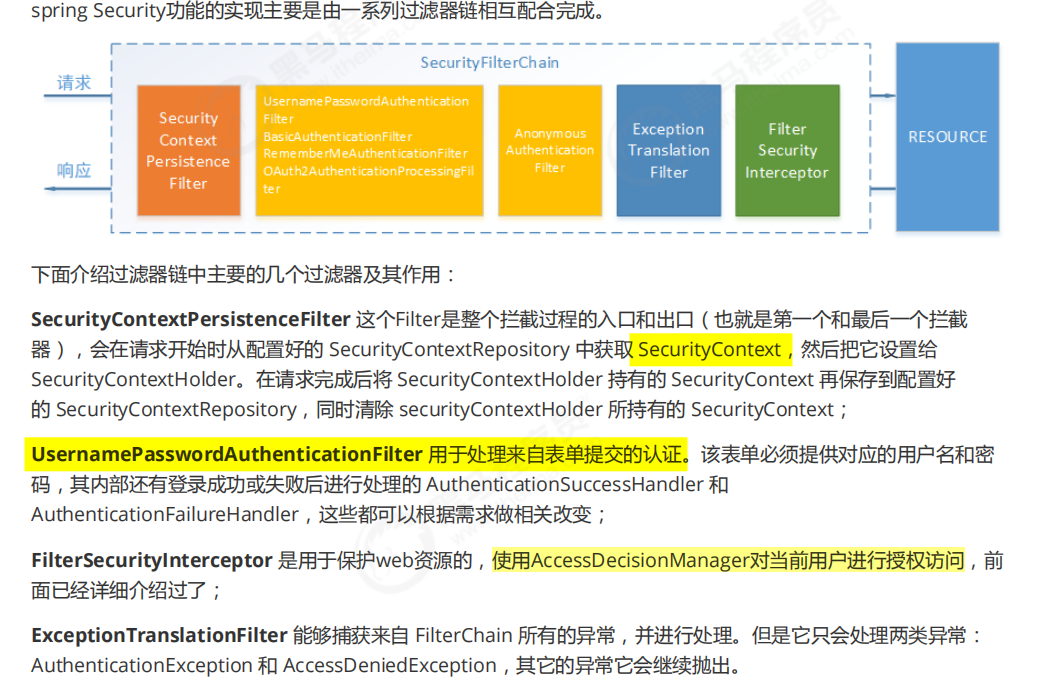 spring Security功能的实现主要是由一系列过滤器链相互配合完成。
SecurityFilterChain
请求
响应
Security
Context
Persistence
Filter
UsernamePasswordAuthentication
Filter
BasicAuthenticationFilter
RememberMeAuthenticationFilter
OAuth2AuthenticationProcessingFil
ter
Anonymous
Authentication
Filter
Exception
Translation
Filter
Filter
Security
Interceptor
RESOURCE
下面介绍过滤器链中主要的几个过滤器及其作用：
SecurityContextPersistenceFilter 这个Filter是整个拦截过程的入口和出口（也就是第一个和最后一个拦截
器），会在请求开始时从配置好的 SecurityContextRepository 中获取 SecurityContext，然后把它设置给
SecurityContextHolder。在请求完成后将 SecurityContextHolder 持有的 SecurityContext 再保存到配置好
的 SecurityContextRepository，同时清除 securityContextHolder 所持有的 SecurityContext；
UsernamePasswordAuthenticationFilter 用于处理来自表单提交的认证。该表单必须提供对应的用户名和密
码，其内部还有登录成功或失败后进行处理的 AuthenticationSuccessHandler 和
AuthenticationFailureHandler，这些都可以根据需求做相关改变；
FilterSecurityInterceptor 是用于保护web资源的，使用AccessDecisionManager对当前用户进行授权访问，前
面已经详细介绍过了；
ExceptionTranslationFilter 能够捕获来自 FilterChain 所有的异常，并进行处理。但是它只会处理两类异常：
AuthenticationException 和 AccessDeniedException，其它的异常它会继续抛出。
黑马程序员
www.itheima.com